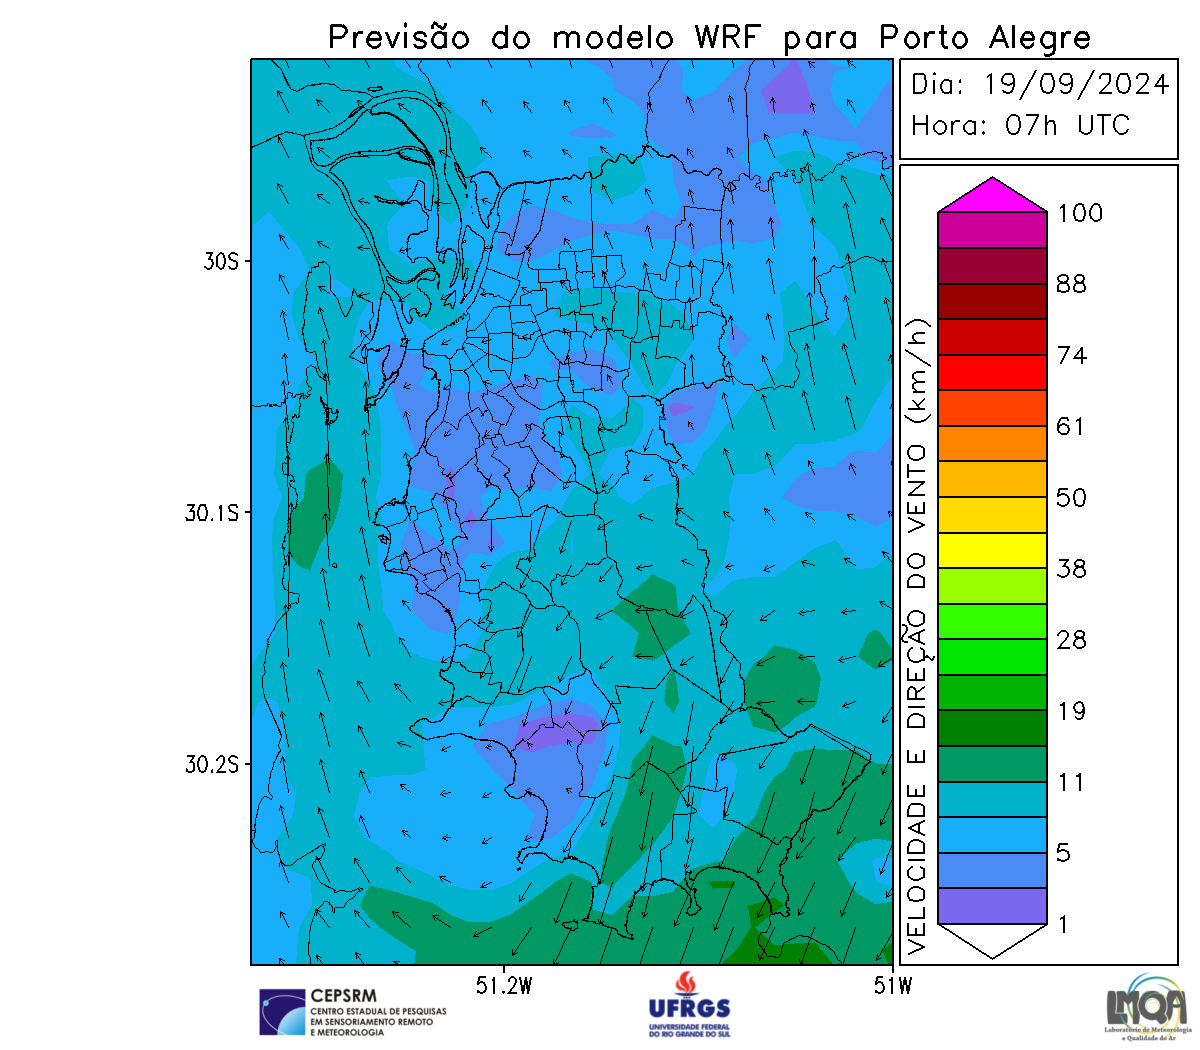 Previsão do modelo WRF para Porto Alegre
Dia: 19/09/2024
Hora: 07h UTC
30S
30.1S
30.2S
51.2W
51W
VELOCIDADE E DIREÇÃO DO VENTO (km/h)
100
88
74
61
50
38
28
19
11
5
1
CEPSRM
CENTRO ESTADUAL DE PESQUISAS
EM SENSORIAMENTO REMOTO
E METEOROLOGIA
UFRGS
UNIVERSIDADE FEDERAL
DO RIO GRANDE DO SUL
LMQA
Laboratório de Meteorologia
e Qualidade do Ar